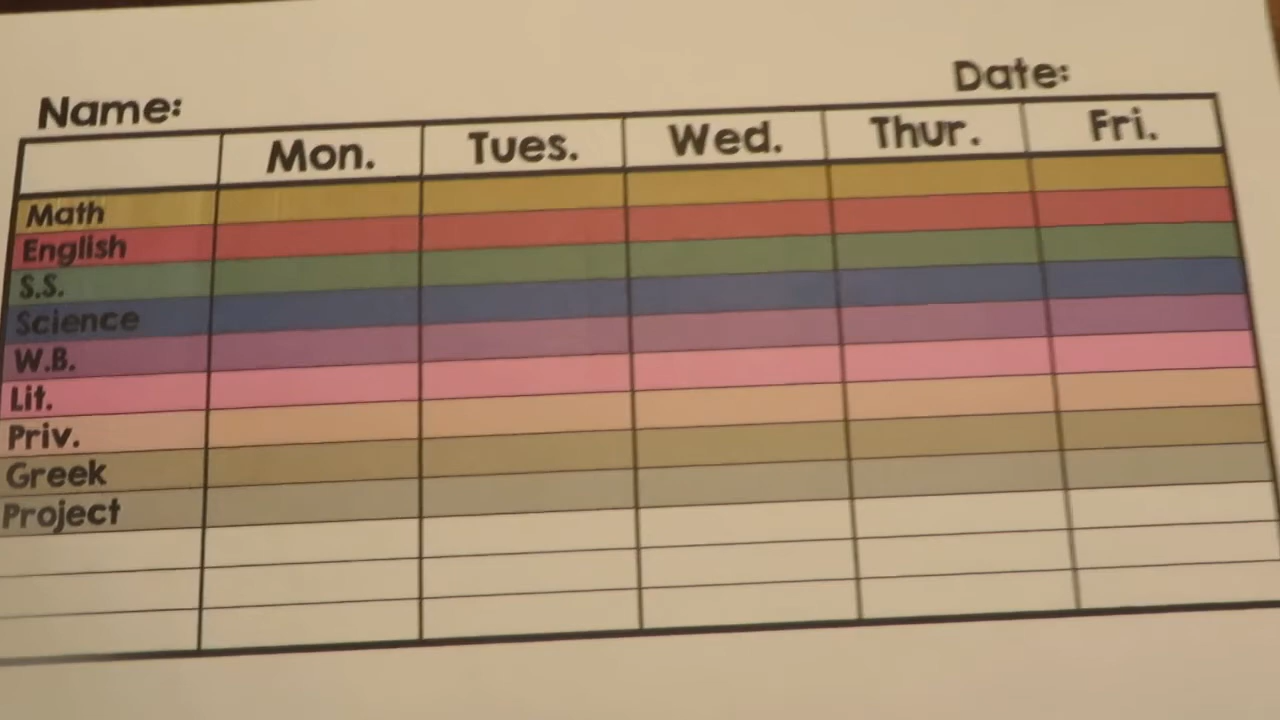 Name:
Date:
Mon. Tues. Wed. Thur. Fri.
Math
English
S.S.
Science
W.B.
Lit.
Priv.
Greek
Project